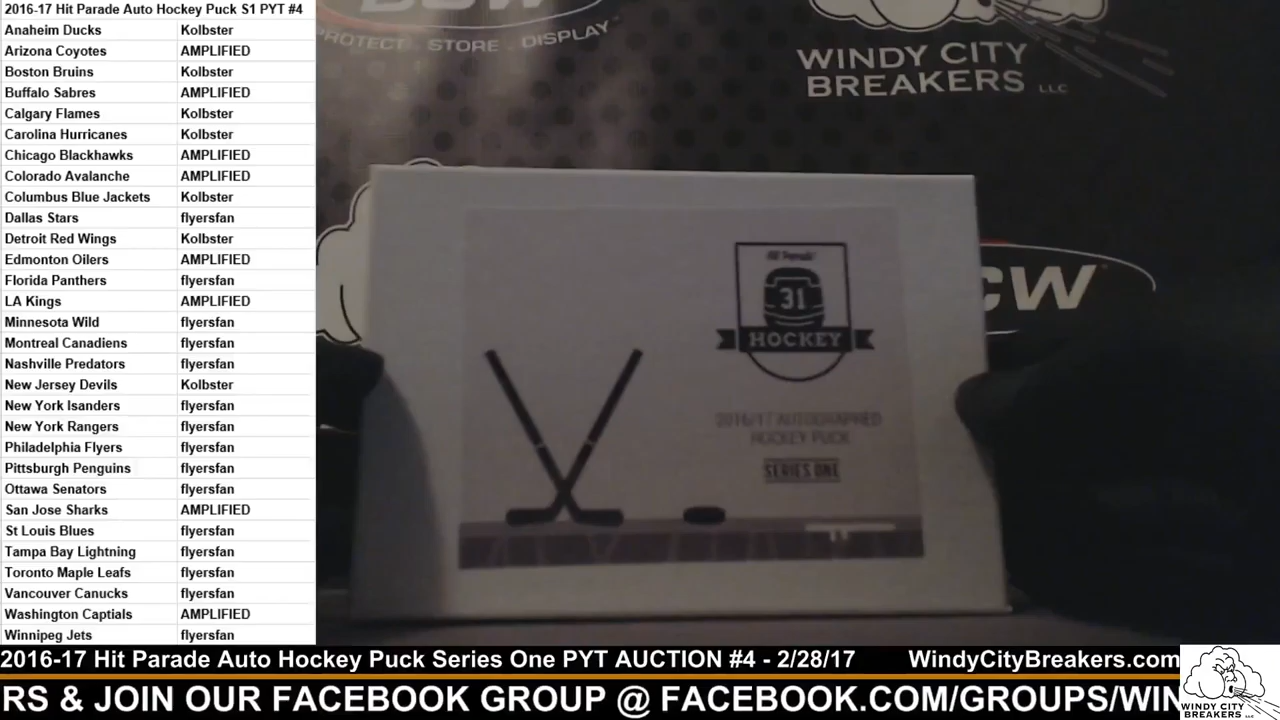 2016-17 Hit Parade Auto Hockey Puck S1 PYT #4
Anaheim Ducks Kolbster
Arizona Coyotes AMPLIFIED
Boston Bruins Kolbster
Buffalo Sabres AMPLIFIED
Calgary Flames Kolbster
Carolina Hurricanes Kolbster
Chicago Blackhawks AMPLIFIED
Colorado Avalanche AMPLIFIED
Columbus Blue Jackets Kolbster
Dallas Stars flyersfan
Detroit Red Wings Kolbster
Edmonton Oilers AMPLIFIED
Florida Panthers flyersfan
LA Kings AMPLIFIED
Minnesota Wild flyersfan
Montreal Canadiens flyersfan
Nashville Predators flyersfan
New Jersey Devils Kolbster
New York Isanders flyersfan
New York Rangers flyersfan
Philadelphia Flyers flyersfan
Pittsburgh Penguins flyersfan
Ottawa Senators flyersfan
San Jose Sharks AMPLIFIED
St Louis Blues flyersfan
Tampa Bay Lightning flyersfan
Toronto Maple Leafs flyersfan
Vancouver Canucks flyersfan
Washington Captials AMPLIFIED
Winnipeg Jets flyersfan
BCW
PROTECT . STORE . DISPLAY
WINDY CITY
BREAKERS LLC
CW
Hit Parade
31
HOCKEY
2016/17 AUTOGRAPHED
HOCKEY PUCK
SERIES ONE
2016-17 Hit Parade Auto Hockey Puck Series One PYT AUCTION #4 - 2/28/17 WindyCityBreakers.com
RS & JOIN OUR FACEBOOK GROUP @ FACEBOOK.COM/GROUPS/WIN
WINDY CITY
BREAKERS LLC